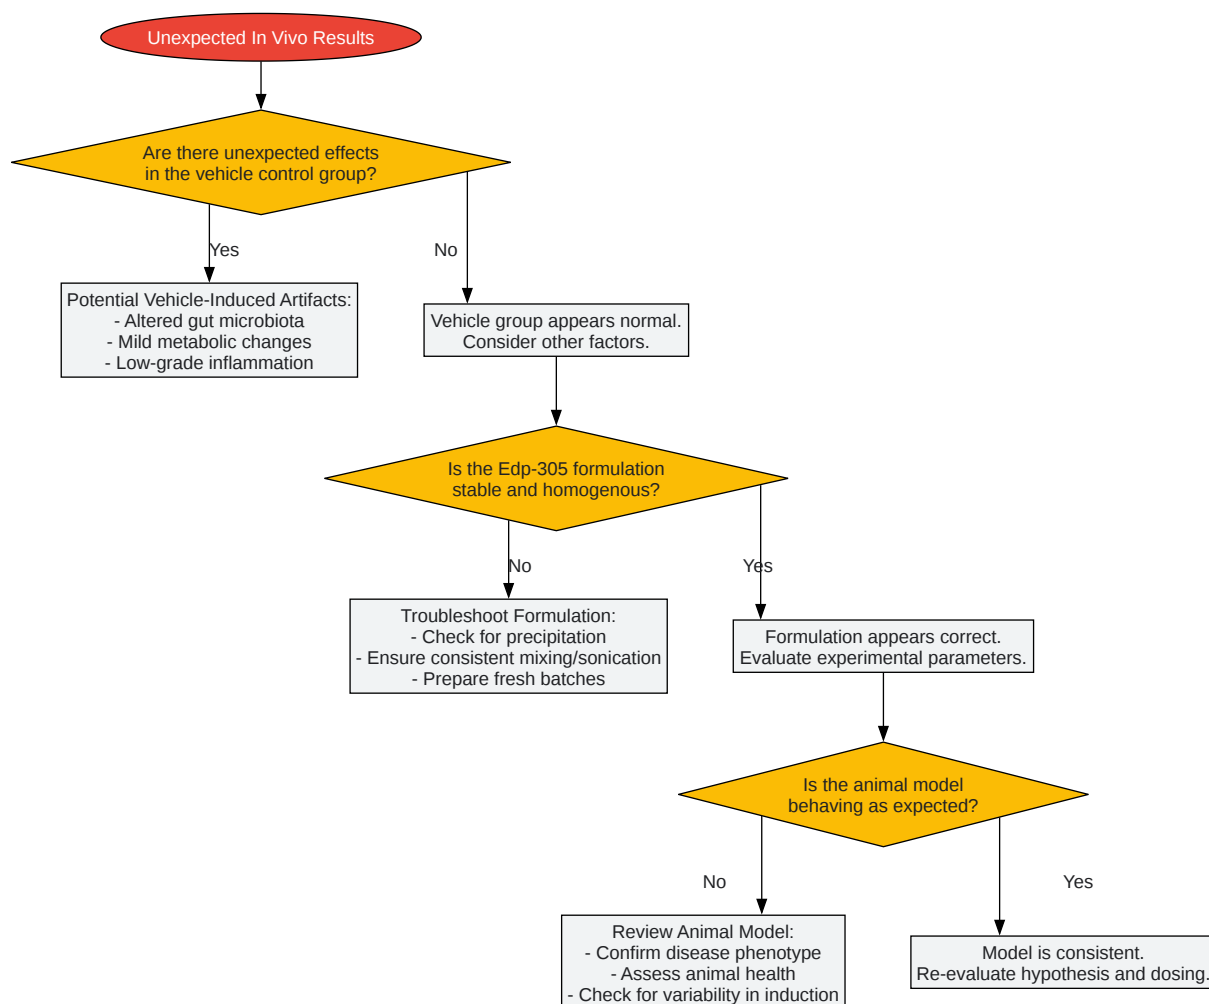 Unexpected In Vivo Results
Are there unexpected effects
in the vehicle control group?
Yes
No
Potential Vehicle-Induced Artifacts:
- Altered gut microbiota
- Mild metabolic changes
- Low-grade inflammation
Vehicle group appears normal.
Consider other factors.
Is the Edp-305 formulation
stable and homogenous?
No
Yes
Troubleshoot Formulation:
- Check for precipitation
- Ensure consistent mixing/sonication
- Prepare fresh batches
Formulation appears correct.
Evaluate experimental parameters.
Is the animal model
behaving as expected?
No
Yes
Review Animal Model:
- Confirm disease phenotype
- Assess animal health
- Check for variability in induction
Model is consistent.
Re-evaluate hypothesis and dosing.